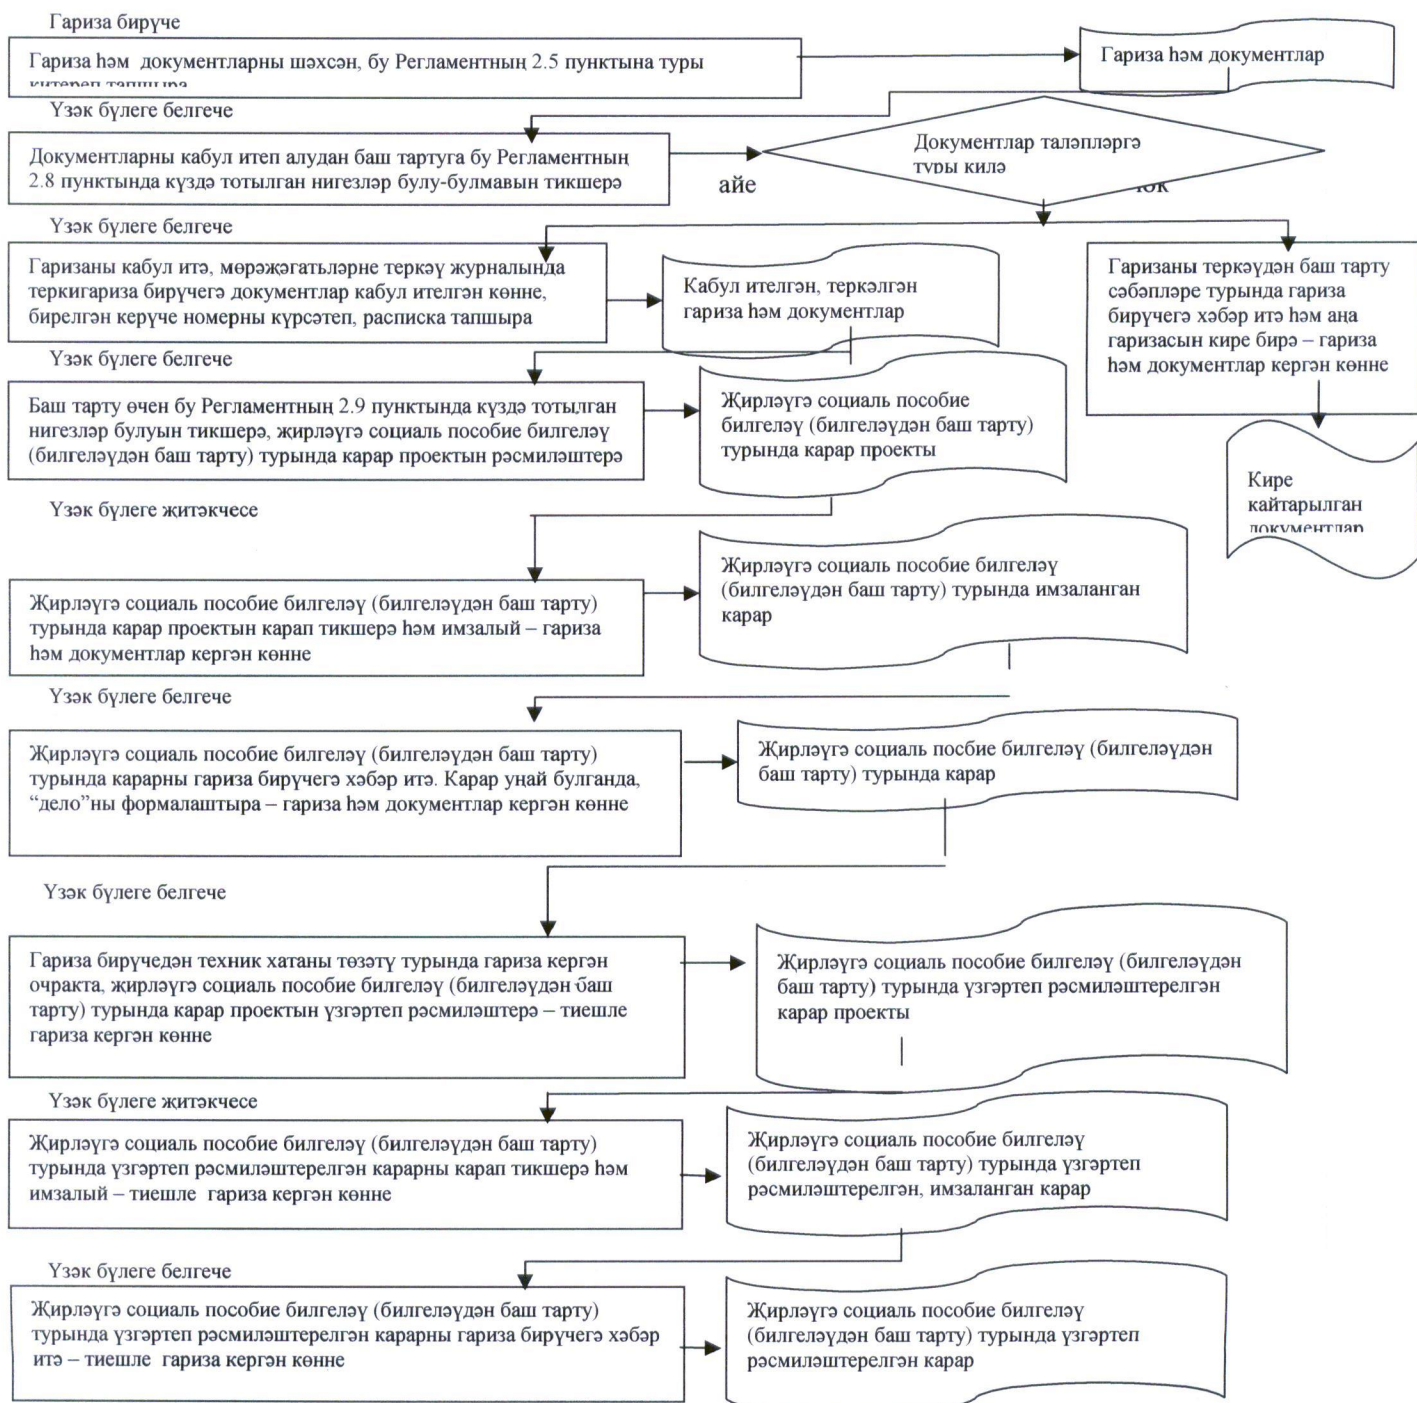 Гариза бирүче
Гариза һәм документларны шәхсән, бу Регламентның 2.5 пунктына туры
китереп тапшыра
Гариза һәм документлар
Үзәк бүлеге белгече
Документларны кабул итеп алудан баш тартуга бу Регламентның
2.8 пунктында күздә тотылган нигезләр булу-булмавын тикшерә
Документлар таләпләргә
туры килә
айе
Үзәк бүлеге белгече
Гаризаны кабул итә, мөрәҗәгатьләрне теркәү журналында
теркигариза бирүчегә документлар кабул ителгән көнне,
бирелгән керүче номерны күрсәтеп, расписка тапшыра
Кабул ителгән, теркәлгән
гариза һәм документлар
Гаризаны теркәүдән баш тарту
сәбәпләре турында гариза
бирүчегә хәбәр итә һәм аңа
гаризасын кире бирә – гариза
һәм документлар кергән көнне
Үзәк бүлеге белгече
Баш тарту өчен бу Регламентның 2.9 пунктында күздә тотылган
нигезләр булуын тикшерә, җирләүгә социаль пособие билгеләү
(билгеләүдән баш тарту) турында карар проектын рәсмиләштерә
Җирләүгә социаль пособие
билгеләү (билгеләүдән баш тарту)
турында карар проекты
Кире
кайтарылган
документлар
Үзәк бүлеге җитәкчесе
Җирләүгә социаль пособие билгеләү (билгеләүдән баш тарту)
турында карар проектын карап тикшерә һәм имзалый – гариза
һәм документлар кергән көнне
Җирләүгә социаль пособие билгеләү
(билгеләүдән баш тарту) турында имзаланган
карар
Үзәк бүлеге белгече
Җирләүгә социаль пособие билгеләү (билгеләүдән баш тарту)
турында карарны гариза бирүчегә хәбәр итә. Карар уңай булганда,
“дело”ны формалаштыра – гариза һәм документлар кергән көнне
Җирләүгә социаль посбие билгеләү (билгеләүдән
баш тарту) турында карар
Үзәк бүлеге белгече
Гариза бирүчедән техник хатаны төзәтү турында гариза кергән
очракта, җирләүгә социаль пособие билгеләү (билгеләүдән баш
тарту) турында карар проектын үзгәртеп рәсмиләштерә – тиешле
гариза кергән көнне
Җирләүгә социаль пособие билгеләү (билгеләүдән
баш тарту) турында үзгәртеп рәсмиләштерелгән
карар проекты
Үзәк бүлеге җитәкчесе
Җирләүгә социаль пособие билгеләү (билгеләүдән баш тарту)
турында үзгәртеп рәсмиләштерелгән карарны карап тикшерә һәм
имзалый – тиешле гариза кергән көнне
Җирләүгә социаль пособие билгеләү
(билгеләүдән баш тарту) турында үзгәртеп
рәсмиләштерелгән, имзаланган карар
Үзәк бүлеге белгече
Җирләүгә социаль пособие билгеләү (билгеләүдән баш тарту)
турында үзгәртеп рәсмиләштерелгән карарны гариза бирүчегә хәбәр
итә – тиешле гариза кергән көнне
Җирләүгә социаль пособие билгеләү
(билгеләүдән баш тарту) турында үзгәртеп
рәсмиләштерелгән карар